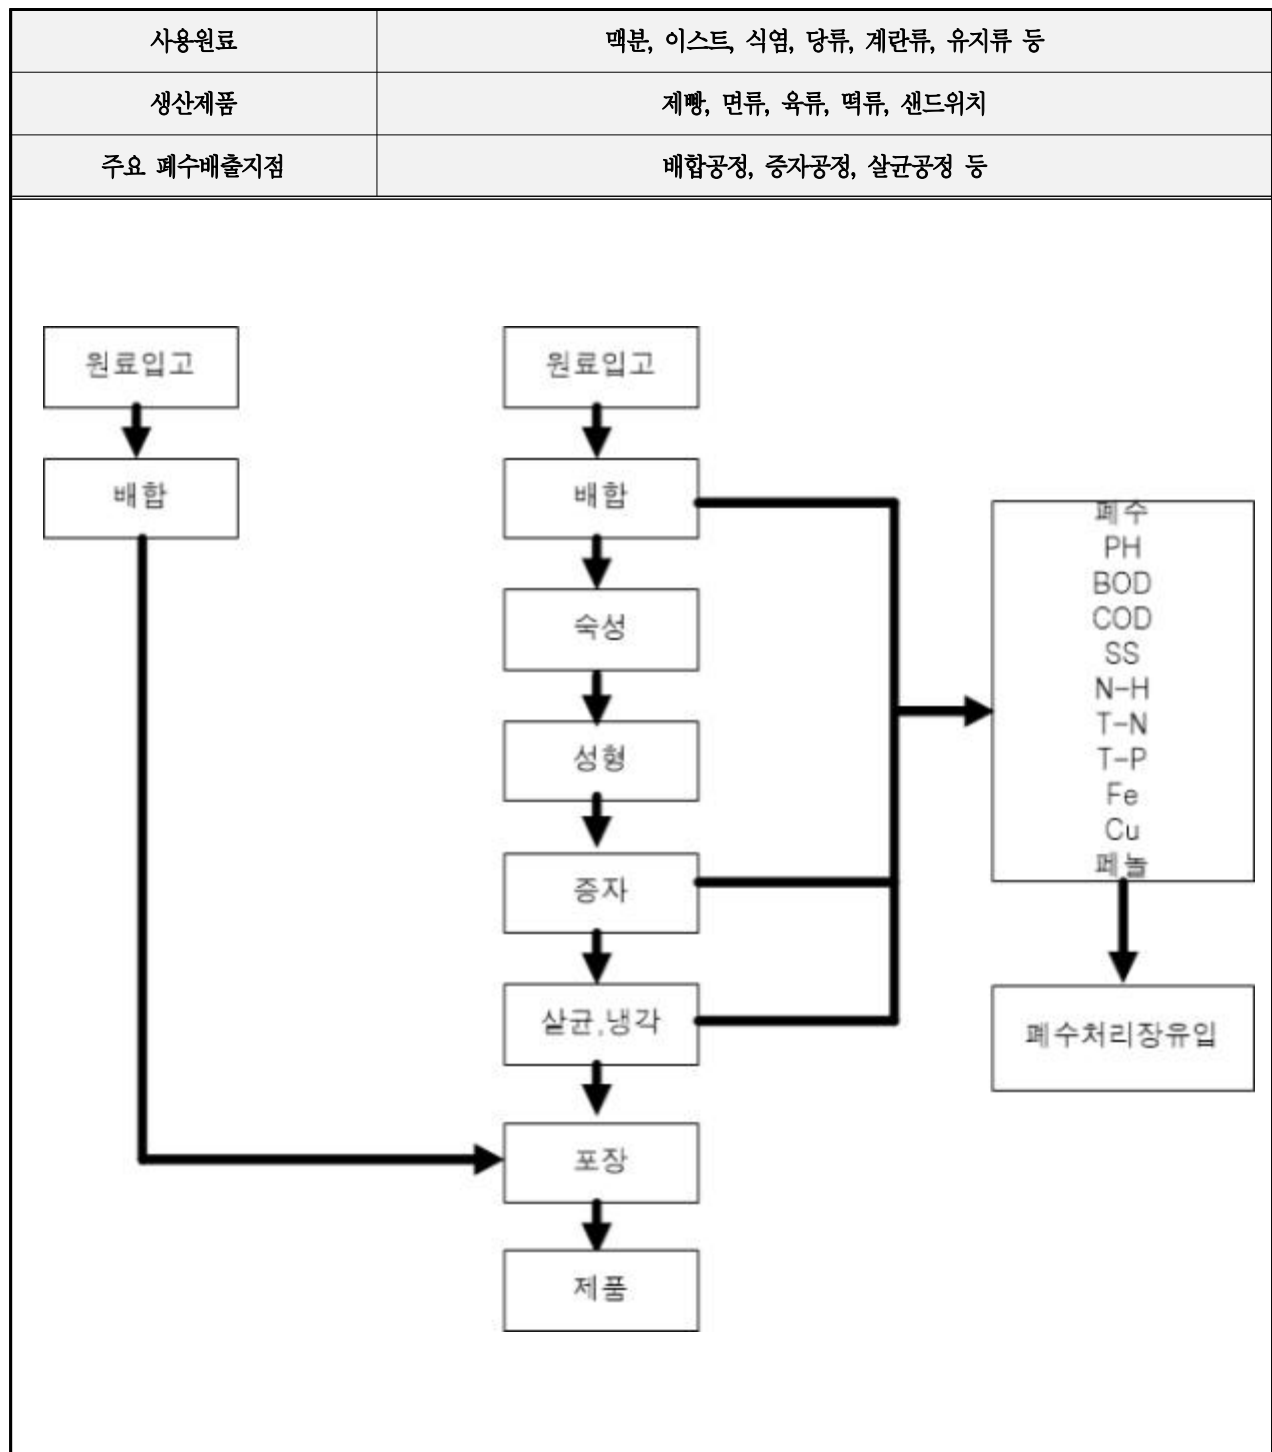 사용원료 맥분, 이스트, 식염, 당류, 계란류, 유지류 등
생산제품 제빵, 면류, 육류, 떡류, 샌드위치
주요 폐수배출지점 배합공정, 증자공정, 살균공정 등
원료입고
배합
원료입고
배합
숙성
성형
증자
살균,냉각
포장
제품
폐수
PH
BOD
COD
SS
N-H
T-N
T-P
Fe
Cu
페놀
폐수처리장유입